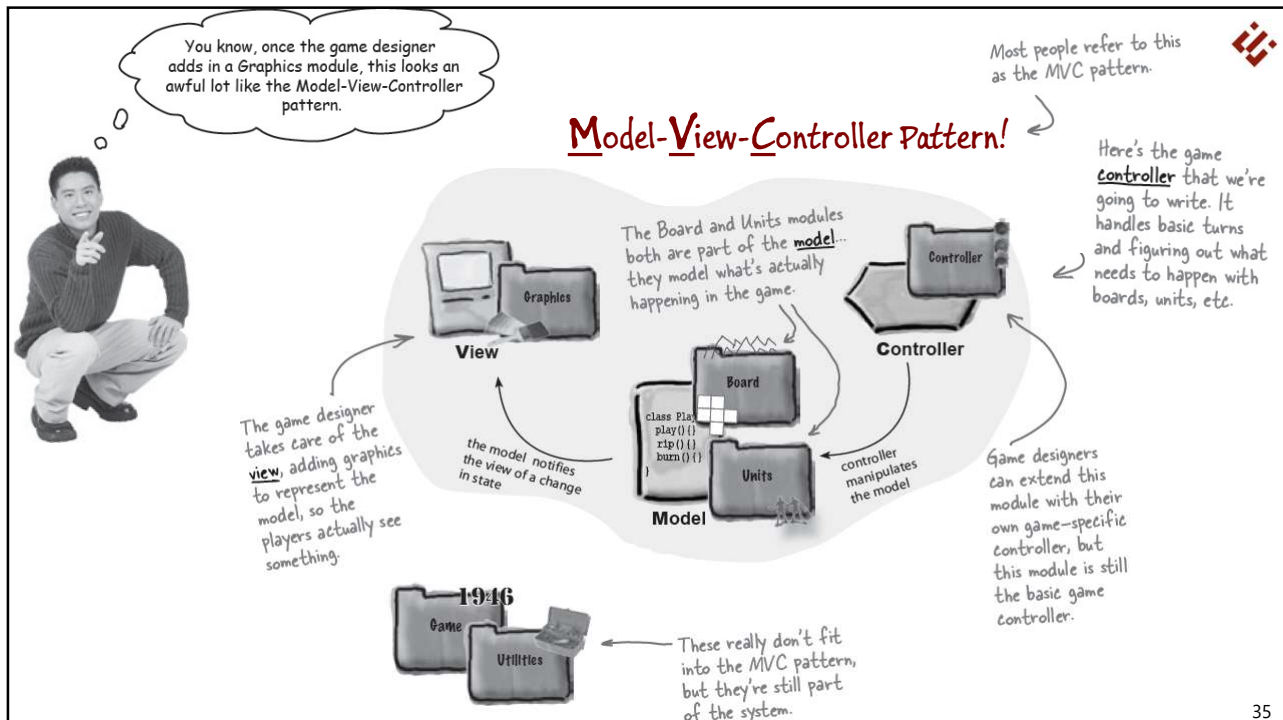 You know, once the game designer
adds in a Graphics module, this looks an
awful lot like the Model-View-Controller
pattern.
Most people refer to this
as the MVC pattern.
Model-View-Controller Pattern!
Here's the game
controller that we're
going to write. It
handles basic turns
and figuring out what
needs to happen with
boards, units, etc.
The Board and Units modules
both are part of the model...
they model what's actually
happening in the game.
Graphics
View
Controller
Controller
Board
class Play
play(){}
rip(){}
burn(){}
}
Units
Model
The game designer
takes care of the
view, adding graphics
to represent the
model, so the
players actually see
something.
the model notifies
the view of a change
in state
controller
manipulates
the model
Game designers
can extend this
module with their
own game-specific
controller, but
this module is still
the basic game
controller.
1946
Game
Utilities
These really don't fit
into the MVC pattern,
but they're still part
of the system.
35